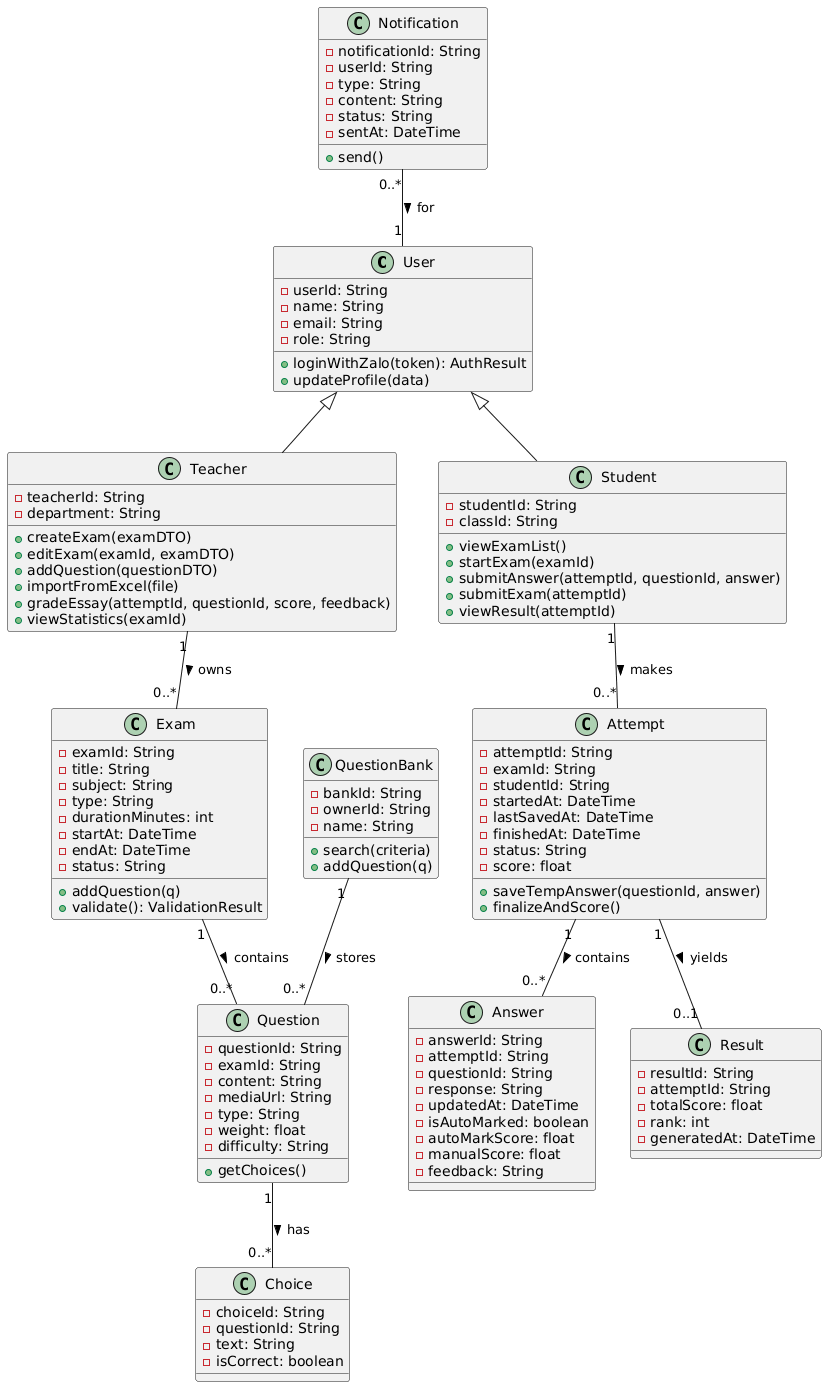 Notification
notificationId: String
userId: String
type: String
content: String
status: String
sentAt: DateTime
send()
0..*
for
1
User
userId: String
name: String
email: String
role: String
loginWithZalo(token): AuthResult
updateProfile(data)
Teacher
teacherId: String
department: String
createExam(examDTO)
editExam(examId, examDTO)
addQuestion(questionDTO)
importFromExcel(file)
gradeEssay(attemptId, questionId, score, feedback)
viewStatistics(examId)
Student
studentId: String
classId: String
viewExamList()
startExam(examId)
submitAnswer(attemptId, questionId, answer)
submitExam(attemptId)
viewResult(attemptId)
1
owns
0..*
1
makes
0..*
Exam
examId: String
title: String
subject: String
type: String
durationMinutes: int
startAt: DateTime
endAt: DateTime
status: String
addQuestion(q)
validate(): ValidationResult
QuestionBank
bankId: String
ownerId: String
name: String
search(criteria)
addQuestion(q)
Attempt
attemptId: String
examId: String
studentId: String
startedAt: DateTime
lastSavedAt: DateTime
finishedAt: DateTime
status: String
score: float
saveTempAnswer(questionId, answer)
finalizeAndScore()
1
contains
0..*
1
stores
0..*
1
contains
0..*
1
yields
0..1
Question
questionId: String
examId: String
content: String
mediaUrl: String
type: String
weight: float
difficulty: String
getChoices()
Answer
answerId: String
attemptId: String
questionId: String
response: String
updatedAt: DateTime
isAutoMarked: boolean
autoMarkScore: float
manualScore: float
feedback: String
Result
resultId: String
attemptId: String
totalScore: float
rank: int
generatedAt: DateTime
1
has
0..*
Choice
choiceId: String
questionId: String
text: String
isCorrect: boolean